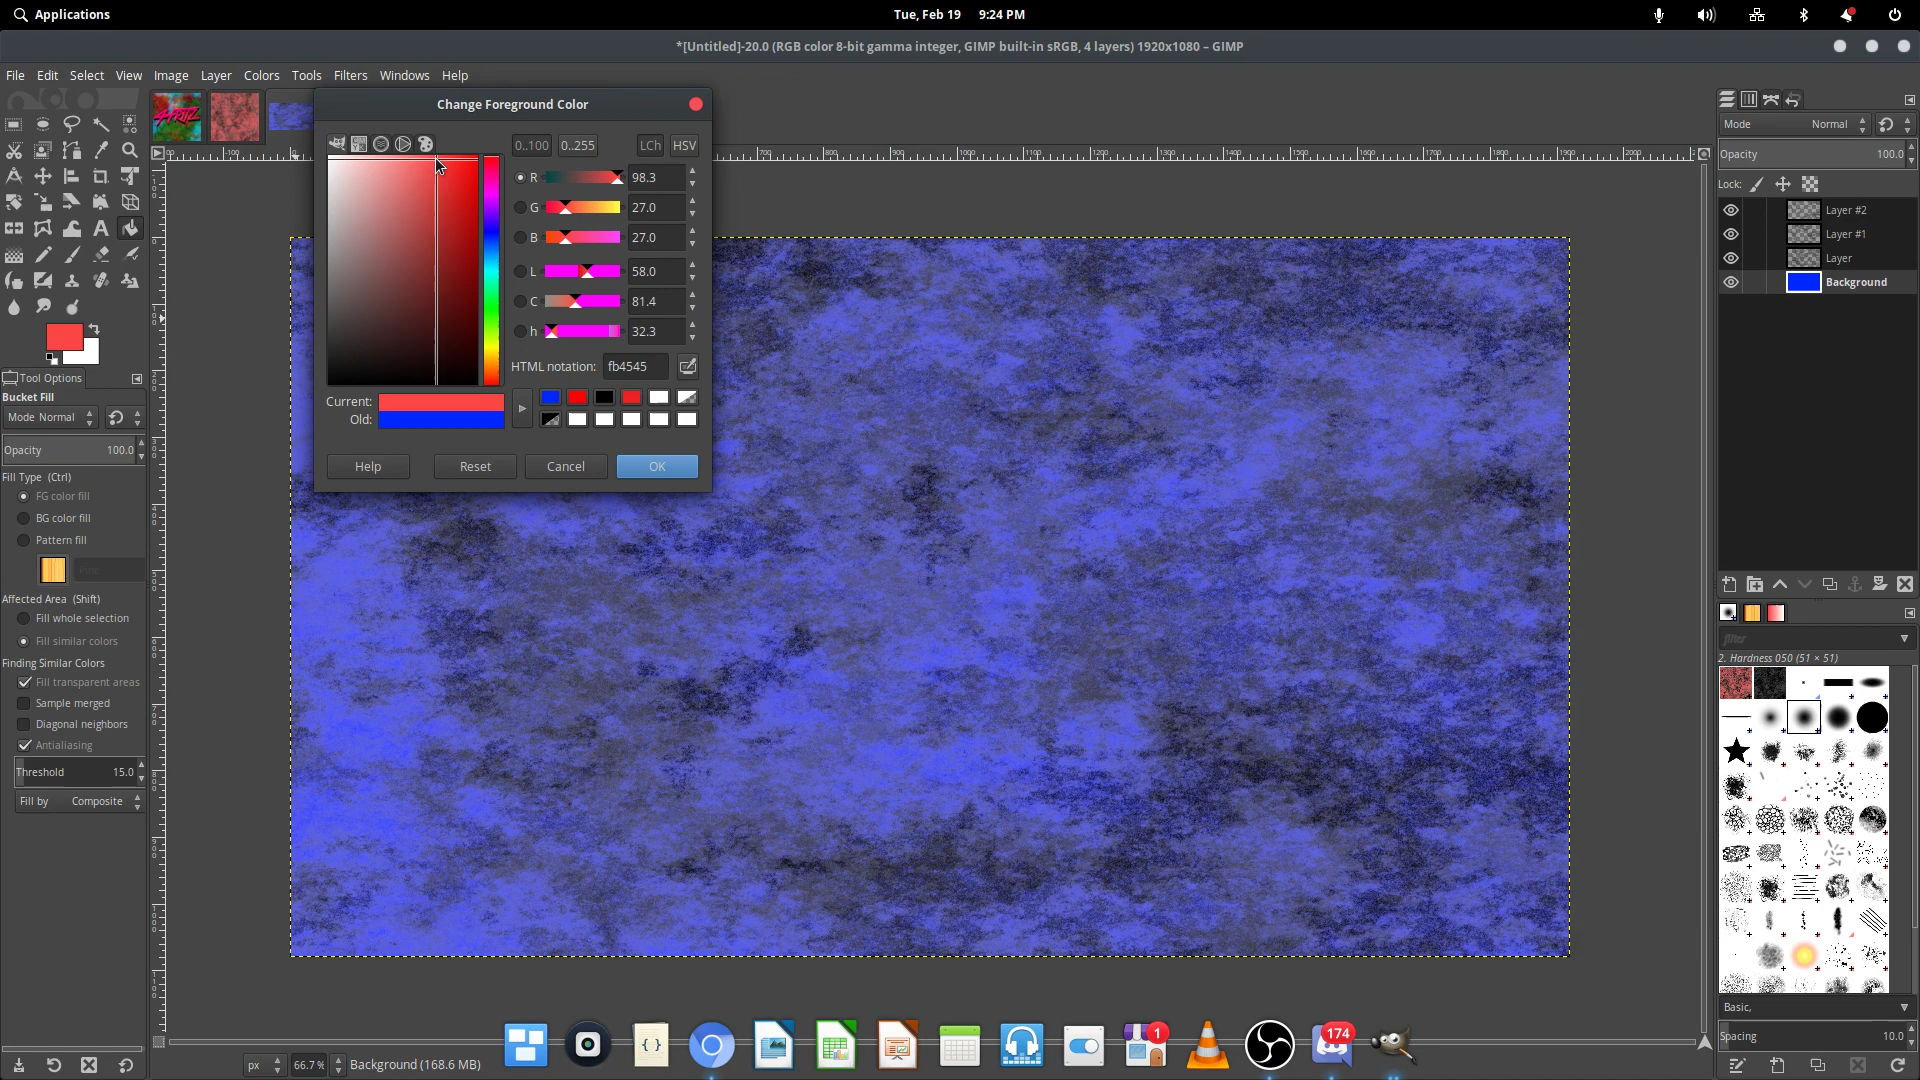 Applications
Tue, Feb 19 9:24 PM
*[Untitled]-20.0 (RGB color 8-bit gamma integer, GIMP built-in sRGB, 4 layers) 1920x1080 – GIMP
File Edit Select View Image Layer Colors Tools Filters Windows Help
Change Foreground Color
0..100 0..255 LCh HSV
R 98.3
G 27.0
B 27.0
L 58.0
C 81.4
h 32.3
HTML notation: fb4545
Current:
Old:
Help Reset Cancel OK
Tool Options
Bucket Fill
Mode Normal
Opacity 100.0
Fill Type (Ctrl)
FG color fill
BG color fill
Pattern fill
Pine
Affected Area (Shift)
Fill whole selection
Fill similar colors
Finding Similar Colors
Fill transparent areas
Sample merged
Diagonal neighbors
Antialiasing
Threshold 15.0
Fill by Composite
Mode Normal
Opacity 100.0
Lock:
Layer #2
Layer #1
Layer
Background
filter
2. Hardness 050 (51 × 51)
Basic,
Spacing 10.0
px 66.7 % Background (168.6 MB)
{ }
1
174